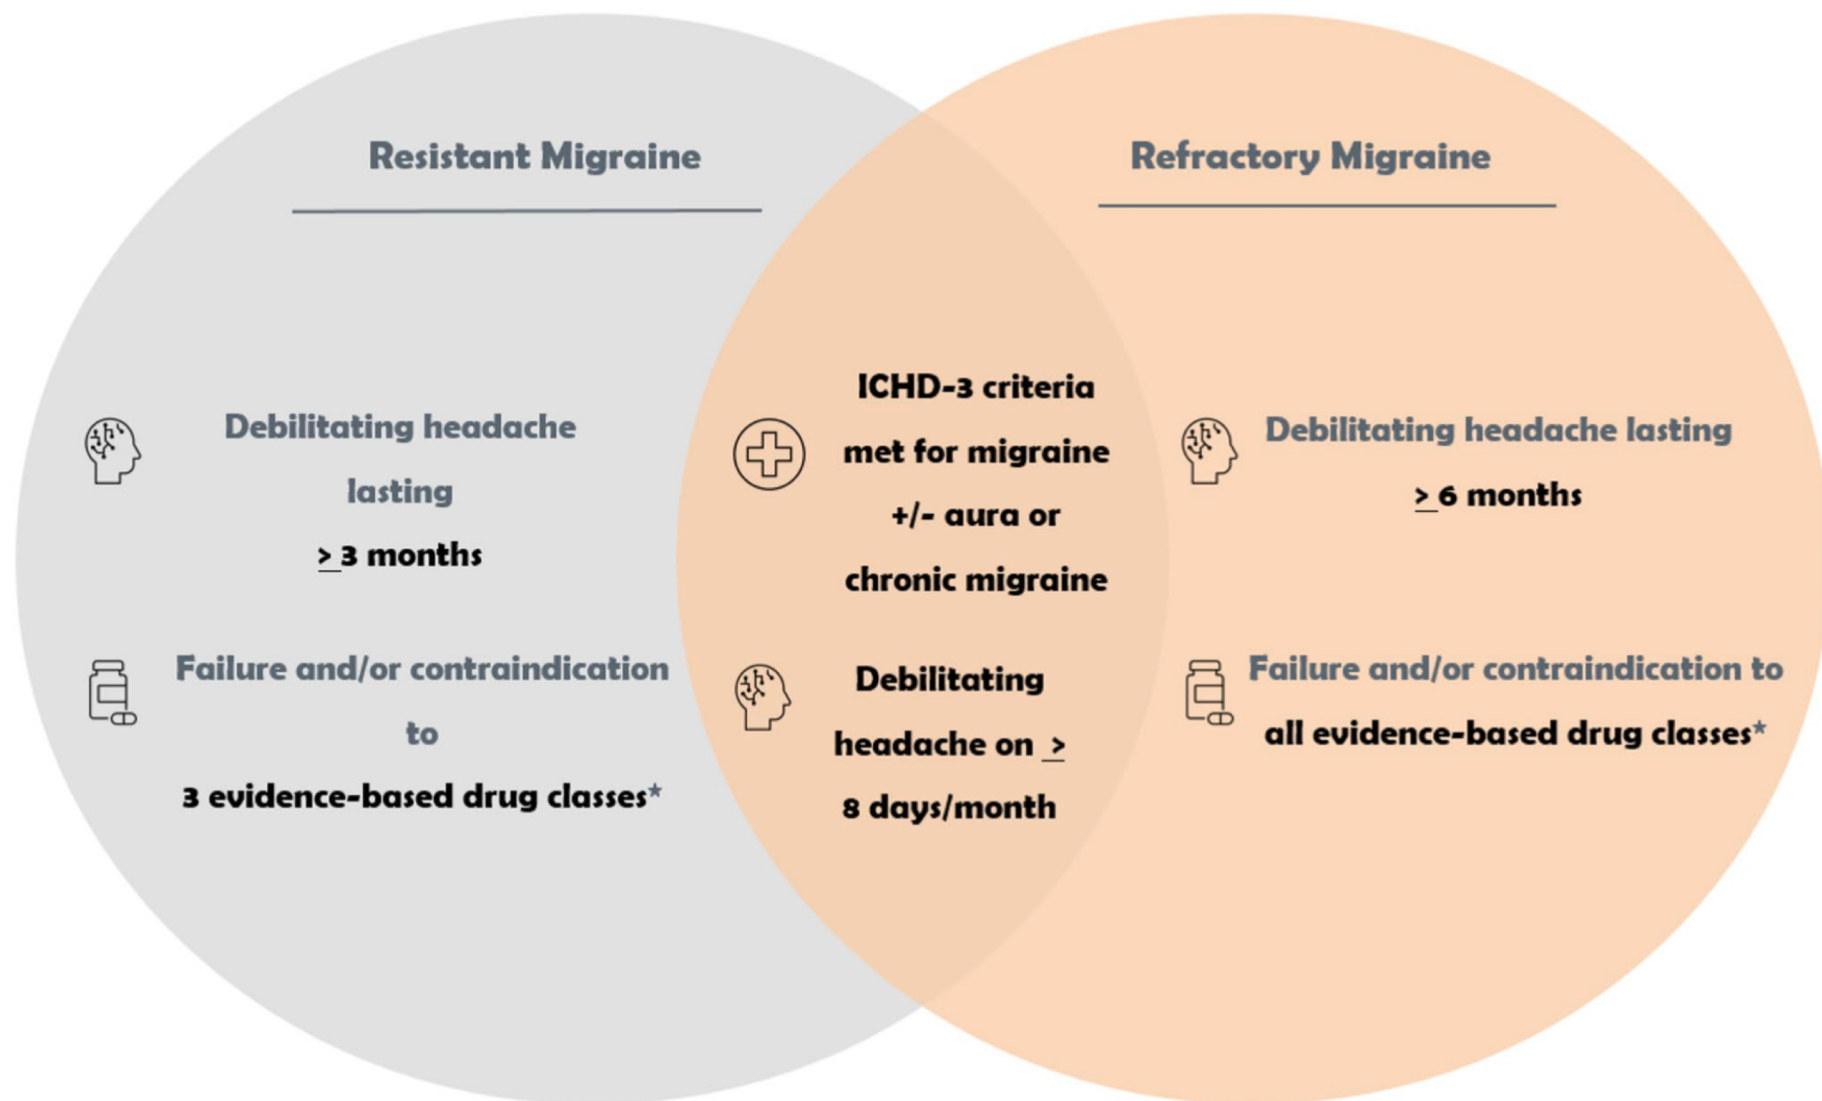 Resistant Migraine
Debilitating headache
lasting
≥ 3 months
Failure and/or contraindication
to
3 evidence-based drug classes*
ICHD-3 criteria
met for migraine
+/- aura or
chronic migraine
Debilitating
headache on ≥
8 days/month
Refractory Migraine
Debilitating headache lasting
≥ 6 months
Failure and/or contraindication to
all evidence-based drug classes*